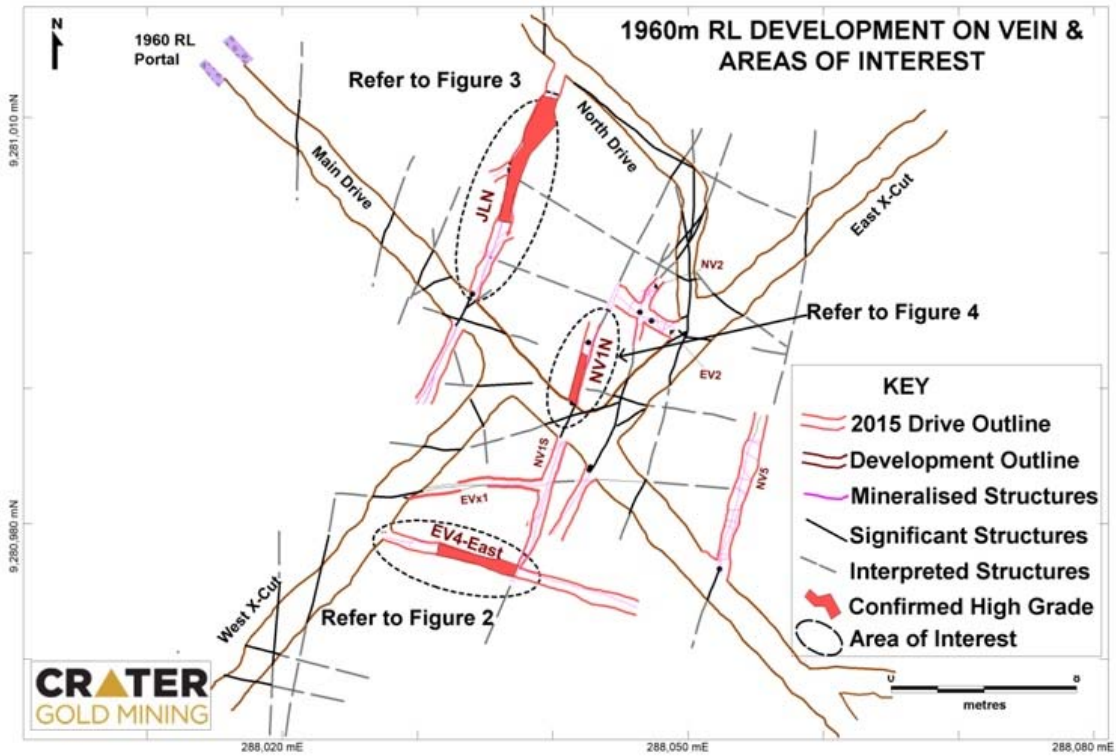 1960m RL DEVELOPMENT ON VEIN &
AREAS OF INTEREST
N
1960 RL
Portal
Refer to Figure 3
9,281,010 mN
Main Drive
North Drive
East X-Cut
JLN
NV2
Refer to Figure 4
NV1N
EV2
NV1S
NV5
EVx1
9,280,980 mN
EV4-East
West X-Cut
Refer to Figure 2
KEY
2015 Drive Outline
Development Outline
Mineralised Structures
Significant Structures
Interpreted Structures
Confirmed High Grade
Area of Interest
metres
CRATER
GOLD MINING
288,020 mE
288,050 mE
288,080 mE